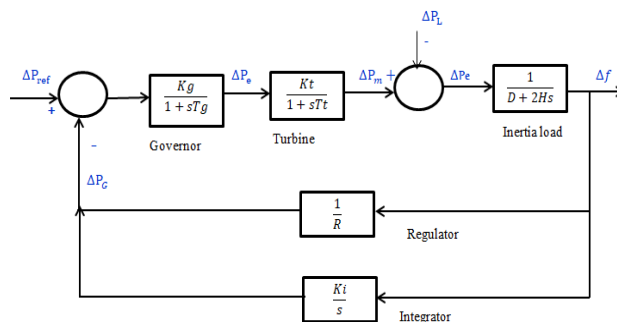 ΔP_L
-
ΔP_ref
+
Kg
1 + sTg
Governor
ΔP_e
Kt
1 + sTt
Turbine
ΔP_m +
ΔPe
1
D + 2Hs
Inertia load
Δf
-
ΔP_G
1
R
Regulator
Ki
s
Integrator